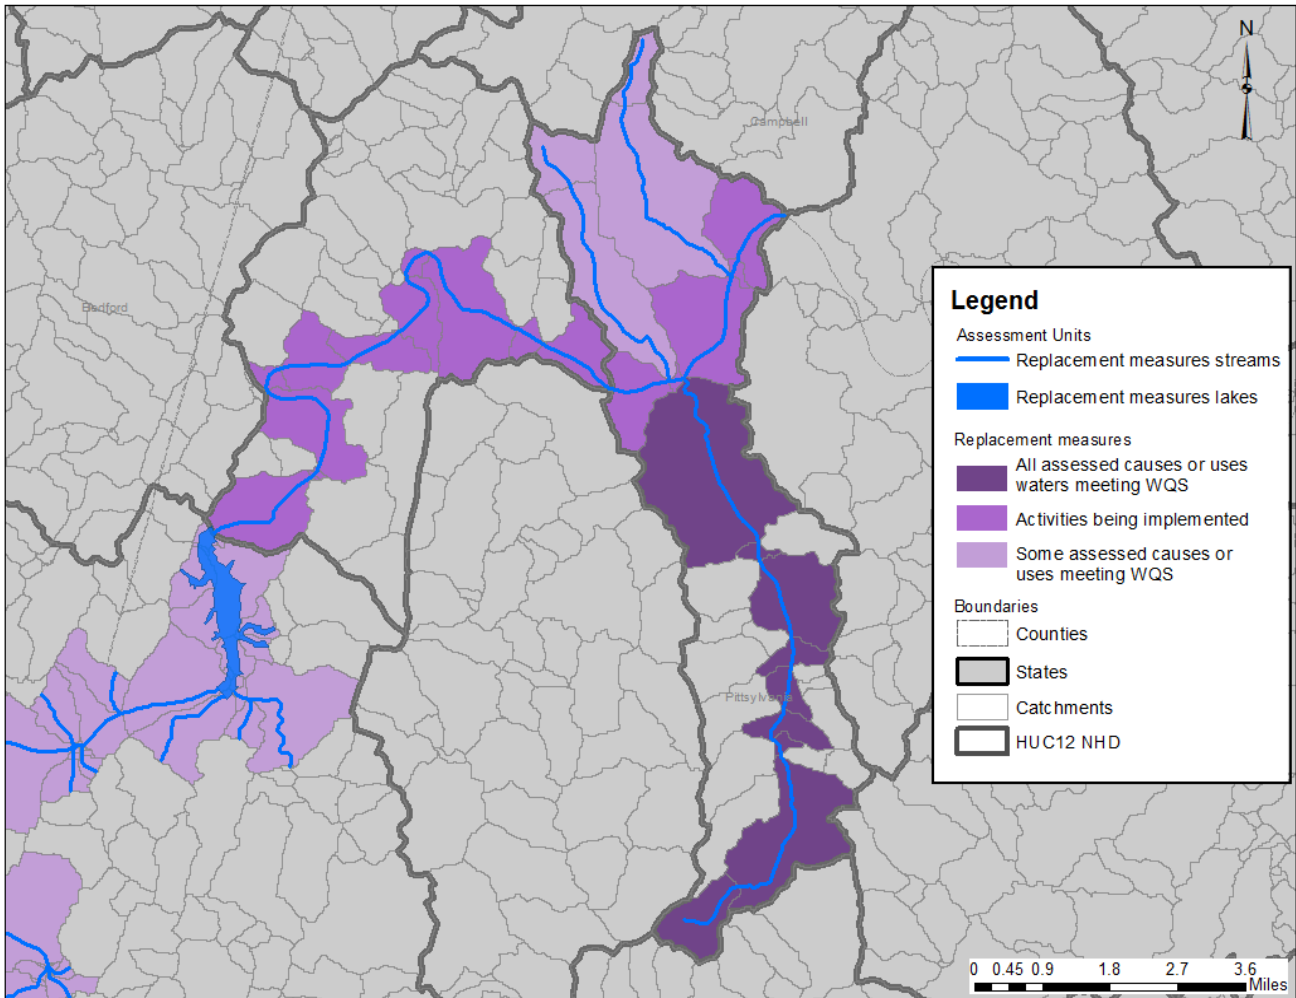 N
Campbell
Bedford
Pittsylvania
Legend
Assessment Units
Replacement measures streams
Replacement measures lakes
Replacement measures
All assessed causes or uses
waters meeting WQS
Activities being implemented
Some assessed causes or
uses meeting WQS
Boundaries
Counties
States
Catchments
HUC12 NHD
0 0.45 0.9 1.8 2.7 3.6
Miles